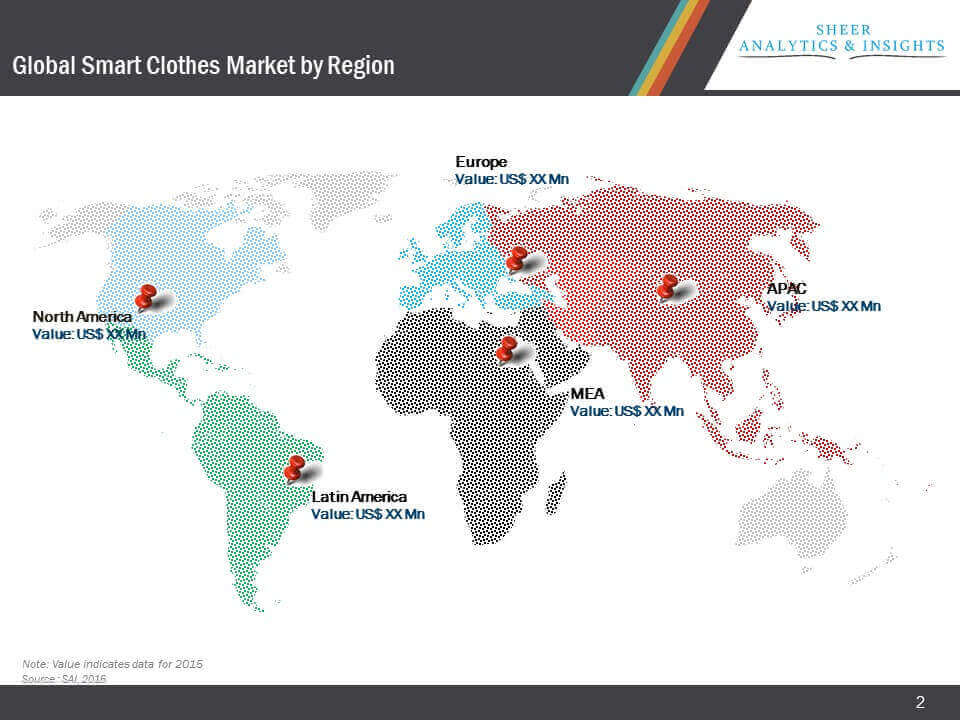 Global Smart Clothes Market by Region
SHEER
ANALYTICS & INSIGHTS
Europe
Value: US$ XX Mn
APAC
Value: US$ XX Mn
North America
Value: US$ XX Mn
MEA
Value: US$ XX Mn
Latin America
Value: US$ XX Mn
Note: Value indicates data for 2015
Source : SAI, 2016
2